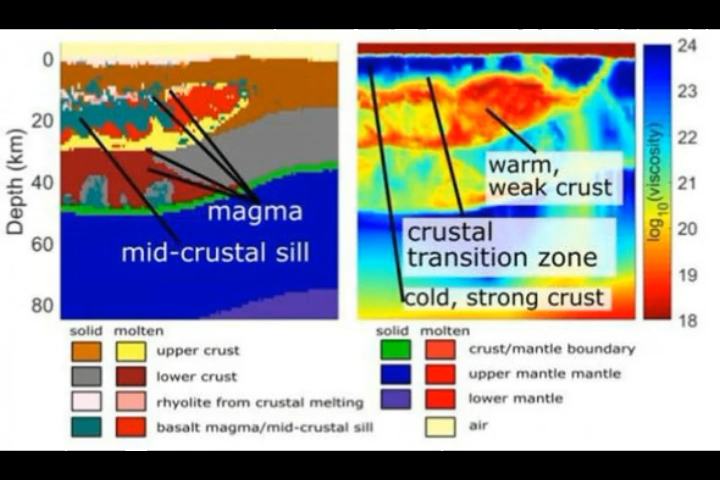 0
20
40
60
80
Depth (km)
magma
mid-crustal sill
warm,
weak crust
crustal
transition zone
cold, strong crust
24
23
22
21
20
19
18
log10(viscosity)
solid molten
upper crust
lower crust
rhyolite from crustal melting
basalt magma/mid-crustal sill
solid molten
crust/mantle boundary
upper mantle mantle
lower mantle
air